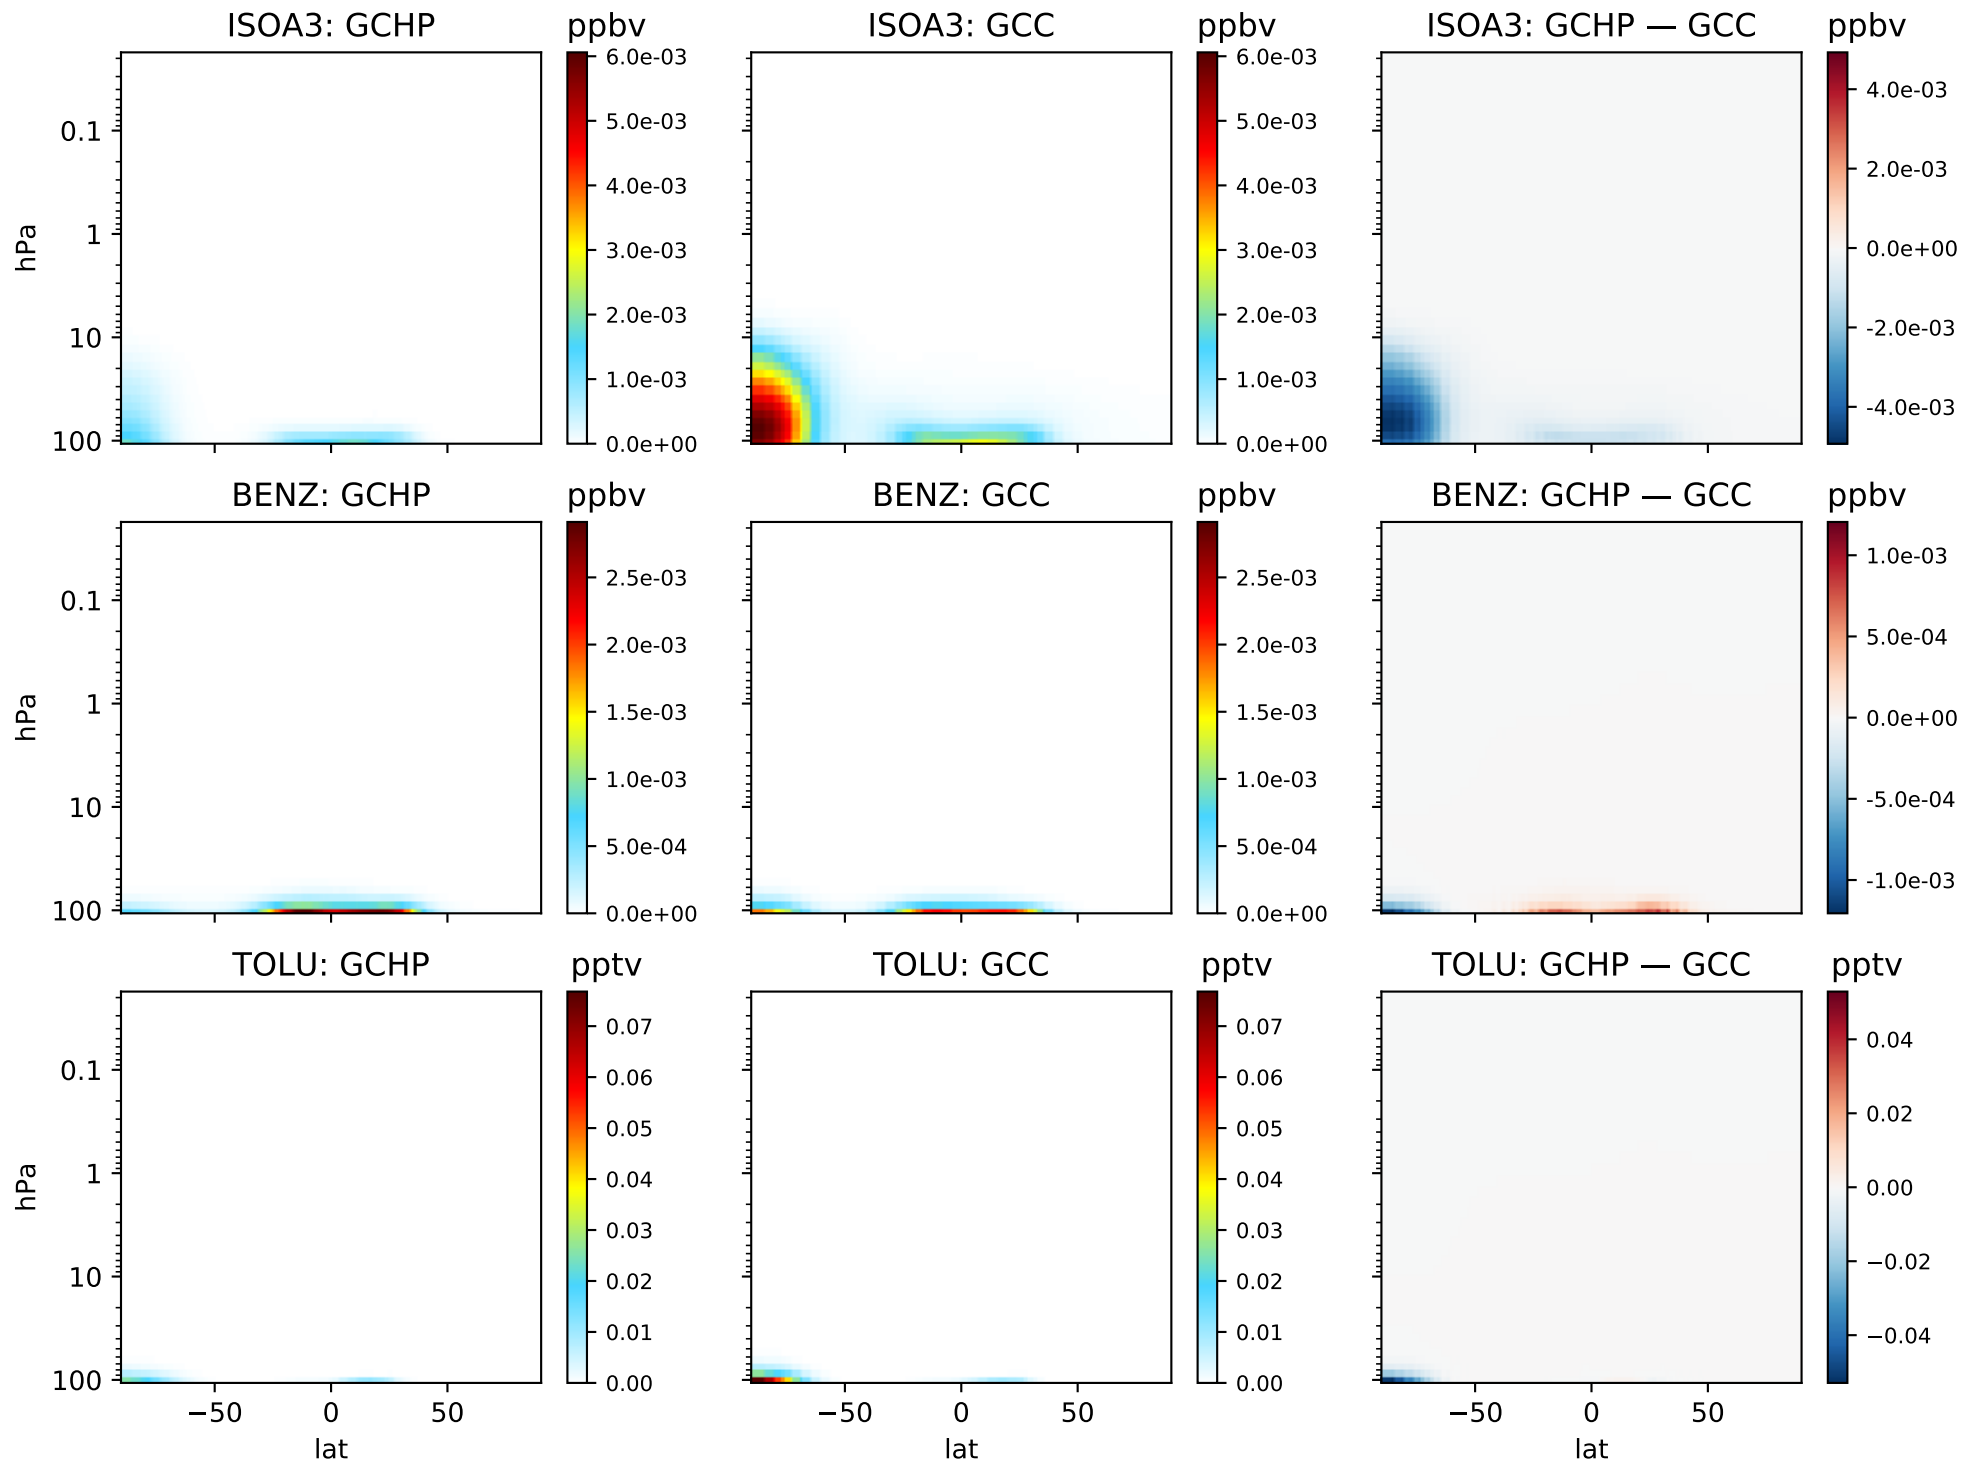 ISOA3: GCHP ppbv ISOA3: GCC ppbv ISOA3: GCHP — GCC ppbv
6.0e-03 6.0e-03
4.0e-03
0.1 5.0e-03 5.0e-03
4.0e-03 4.0e-03 2.0e-03
hPa 1 3.0e-03 3.0e-03 0.0e+00
10 2.0e-03 2.0e-03 -2.0e-03
1.0e-03 1.0e-03
-4.0e-03
100 0.0e+00 0.0e+00
BENZ: GCHP ppbv BENZ: GCC ppbv BENZ: GCHP — GCC ppbv
2.5e-03 2.5e-03 1.0e-03
0.1 2.0e-03 2.0e-03 5.0e-04
hPa 1 1.5e-03 1.5e-03 0.0e+00
10 1.0e-03 1.0e-03 -5.0e-04
5.0e-04 5.0e-04
-1.0e-03
100 0.0e+00 0.0e+00
TOLU: GCHP pptv TOLU: GCC pptv TOLU: GCHP — GCC pptv
0.07 0.07 0.04
0.1 0.06 0.06
0.05 0.05 0.02
hPa 1 0.04 0.04 0.00
0.03 0.03
10 0.02 0.02 −0.02
0.01 0.01 −0.04
100 0.00 0.00
−50 0 50 −50 0 50 −50 0 50
lat lat lat